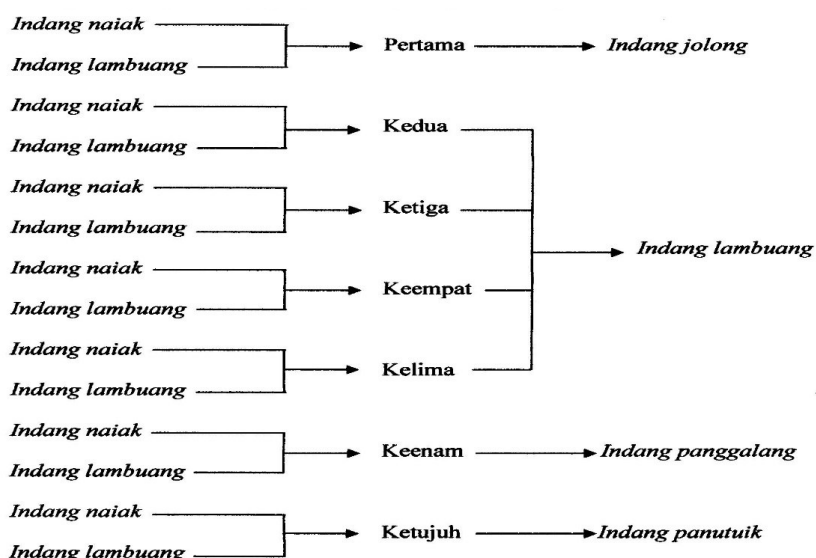 Indang naiak
Pertama Indang jolong
Indang lambuang
Indang naiak
Kedua
Indang lambuang
Indang naiak
Ketiga
Indang lambuang
Indang lambuang
Indang naiak
Keempat
Indang lambuang
Indang naiak
Kelima
Indang lambuang
Indang naiak
Keenam Indang panggalang
Indang lambuang
Indang naiak
Ketujuh Indang panutuik
Indang lambuang